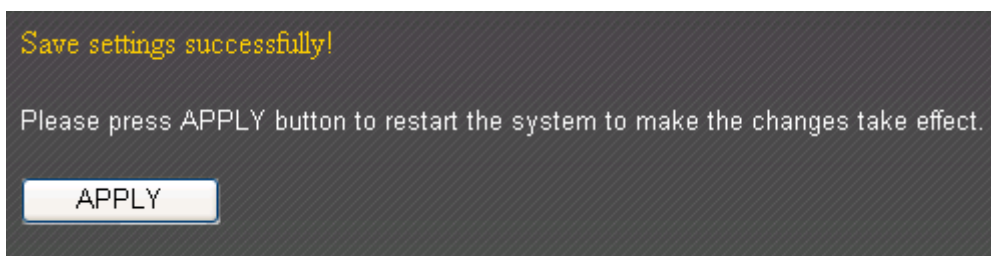 Save settings successfully!
Please press APPLY button to restart the system to make the changes take effect.
APPLY